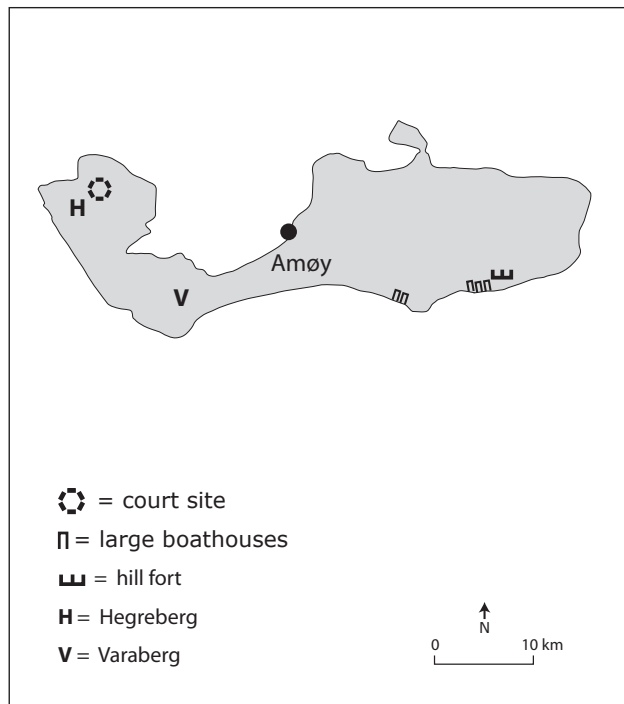 H
Amøy
V
= court site
= large boathouses
= hill fort
H = Hegreberg
V = Varaberg
N
0 10 km